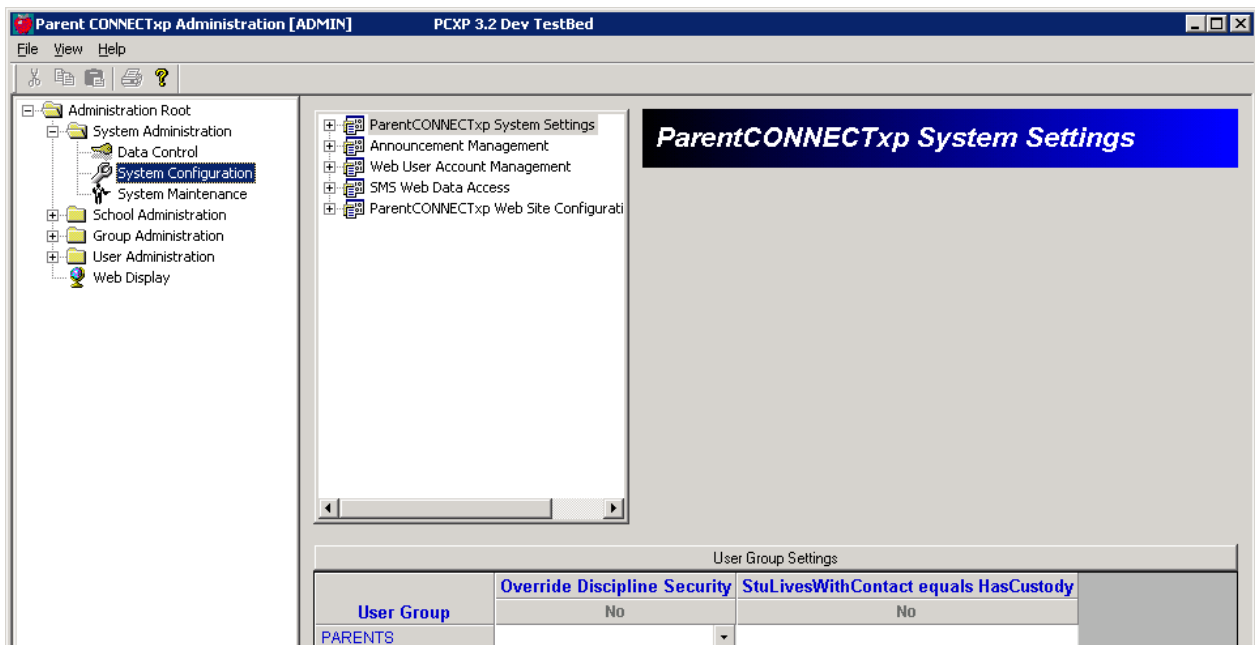 Parent CONNECTxp Administration [ADMIN] PCXP 3.2 Dev TestBed
File View Help
Administration Root
System Administration
Data Control
System Configuration
System Maintenance
School Administration
Group Administration
User Administration
Web Display
ParentCONNECTxp System Settings
Announcement Management
Web User Account Management
SMS Web Data Access
ParentCONNECTxp Web Site Configurati
ParentCONNECTxp System Settings
User Group Settings
User Group Override Discipline Security StuLivesWithContact equals HasCustody
No No
PARENTS